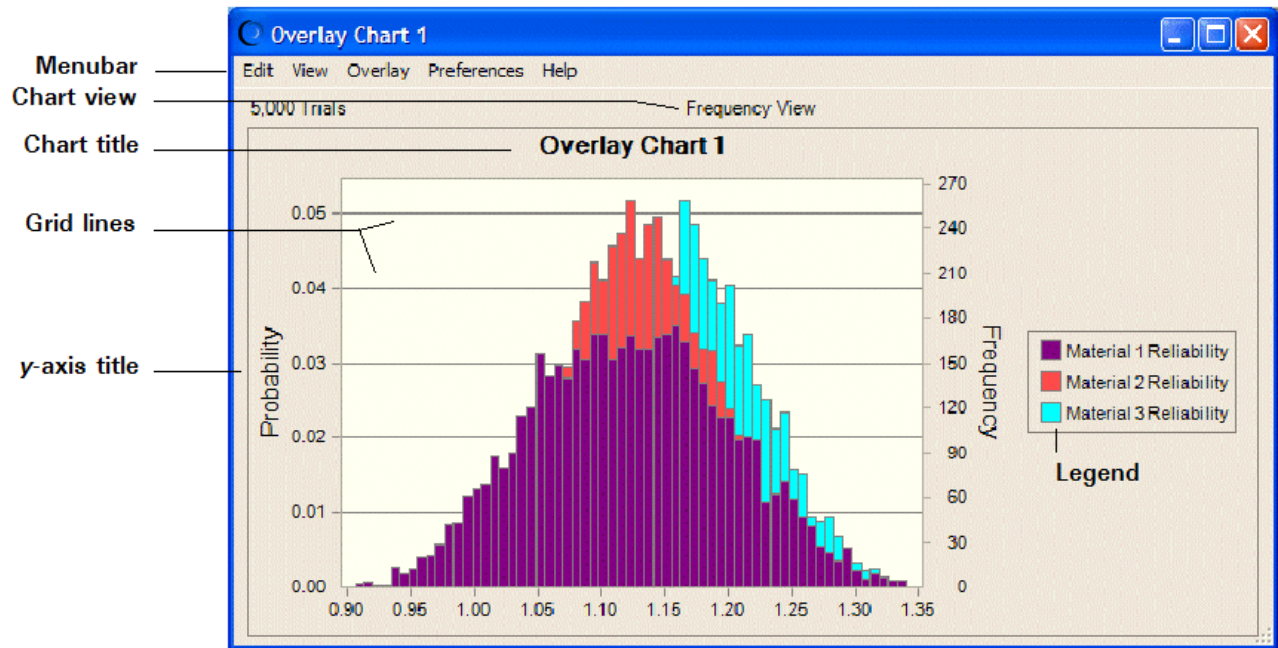 Overlay Chart 1
Menubar
Edit View Overlay Preferences Help
Chart view
5,000 Trials
Frequency View
Chart title
Overlay Chart 1
Grid lines
y-axis title
Probability
0.05
0.04
0.03
0.02
0.01
0.00
270
240
210
180
150
120
90
60
30
0
Frequency
0.90 0.95 1.00 1.05 1.10 1.15 1.20 1.25 1.30 1.35
Material 1 Reliability
Material 2 Reliability
Material 3 Reliability
Legend